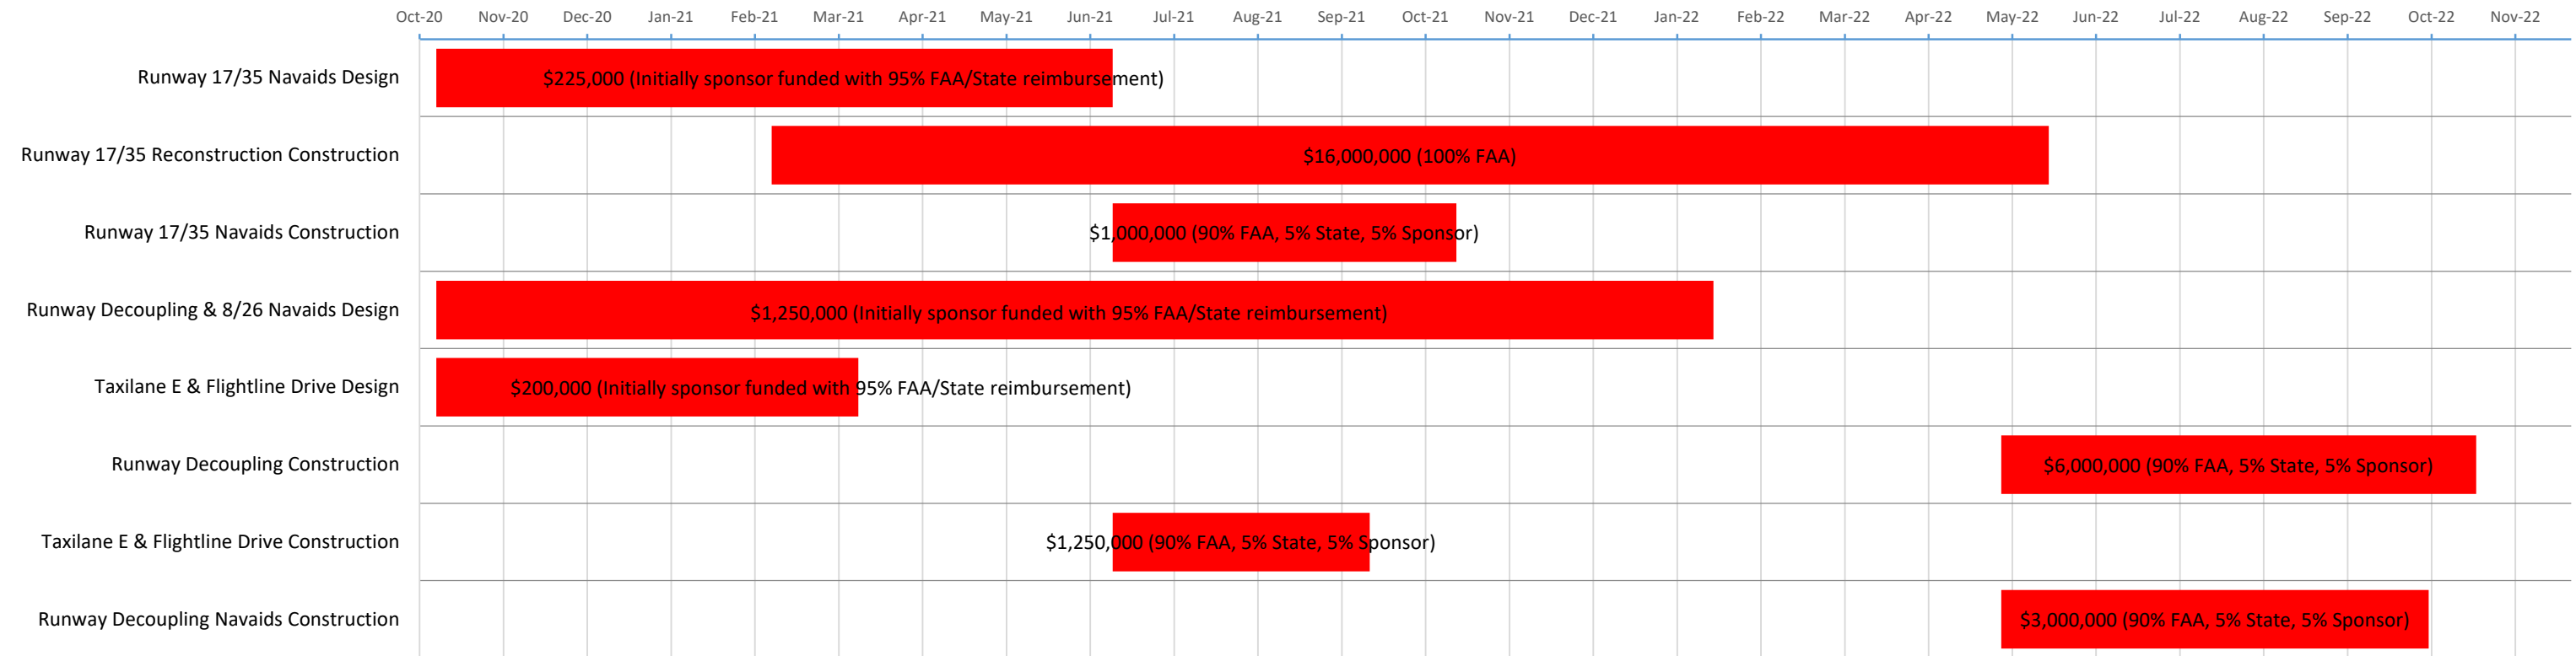 Oct-20 Nov-20 Dec-20 Jan-21 Feb-21 Mar-21 Apr-21 May-21 Jun-21 Jul-21 Aug-21 Sep-21 Oct-21 Nov-21 Dec-21 Jan-22 Feb-22 Mar-22 Apr-22 May-22 Jun-22 Jul-22 Aug-22 Sep-22 Oct-22 Nov-22
Runway 17/35 Navaids Design $225,000 (Initially sponsor funded with 95% FAA/State reimbursement)
Runway 17/35 Reconstruction Construction $16,000,000 (100% FAA)
Runway 17/35 Navaids Construction $1,000,000 (90% FAA, 5% State, 5% Sponsor)
Runway Decoupling & 8/26 Navaids Design $1,250,000 (Initially sponsor funded with 95% FAA/State reimbursement)
Taxilane E & Flightline Drive Design $200,000 (Initially sponsor funded with 95% FAA/State reimbursement)
Runway Decoupling Construction $6,000,000 (90% FAA, 5% State, 5% Sponsor)
Taxilane E & Flightline Drive Construction $1,250,000 (90% FAA, 5% State, 5% Sponsor)
Runway Decoupling Navaids Construction $3,000,000 (90% FAA, 5% State, 5% Sponsor)